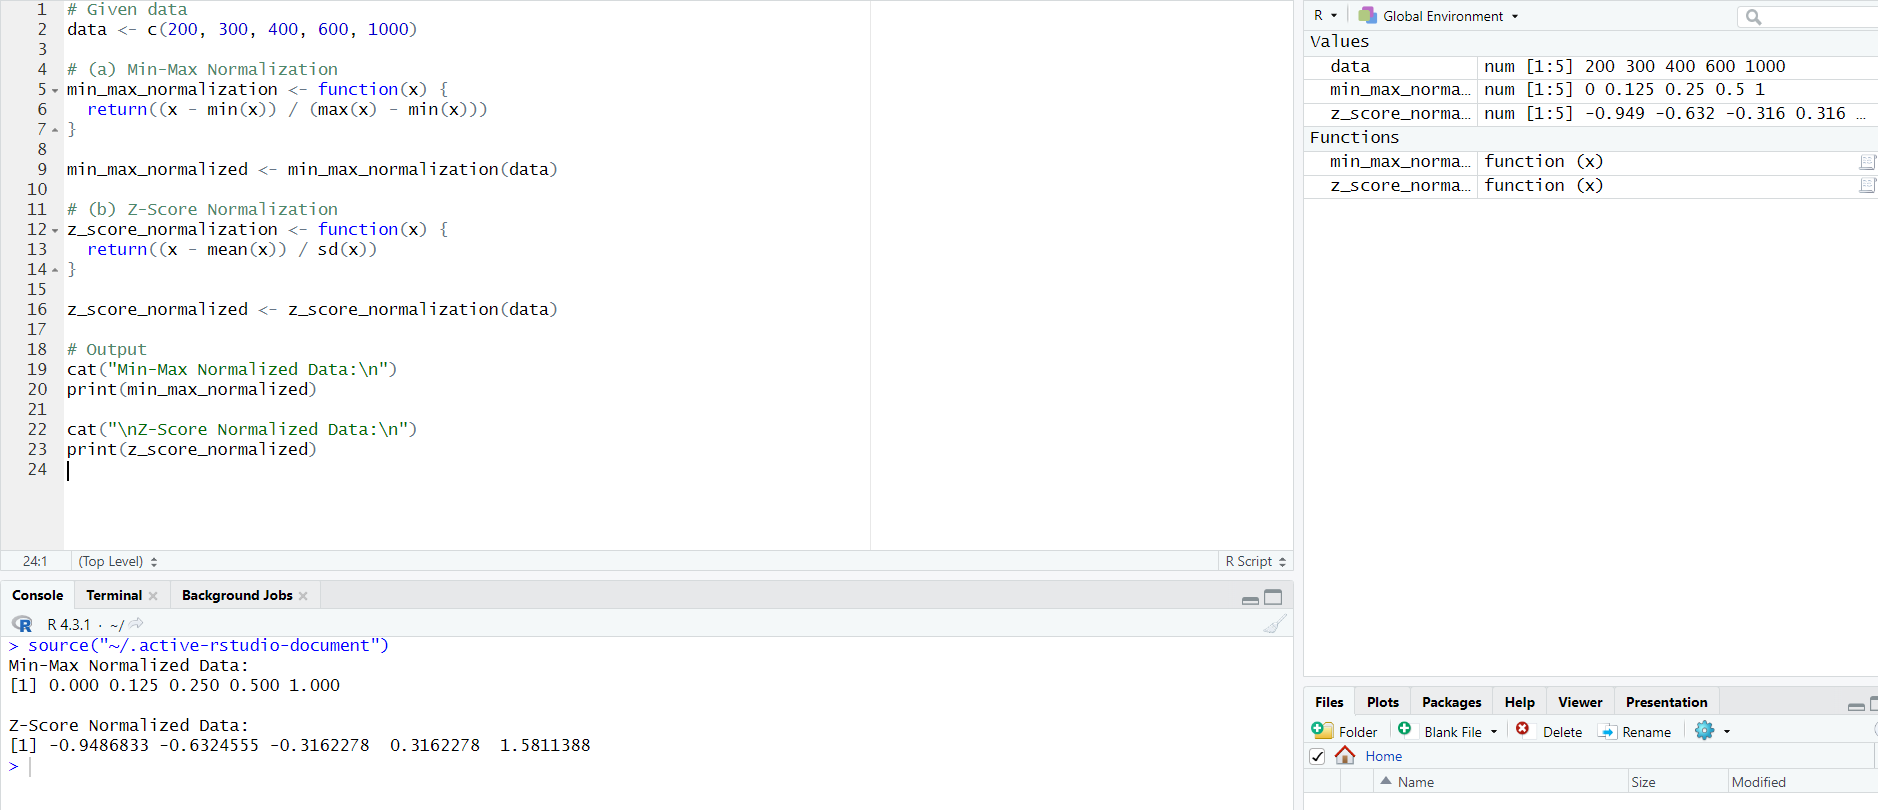 1 # Given data
2 data <- c(200, 300, 400, 600, 1000)
3
4 # (a) Min-Max Normalization
5 min_max_normalization <- function(x) {
6   return((x - min(x)) / (max(x) - min(x)))
7 }
8
9 min_max_normalized <- min_max_normalization(data)
10
11 # (b) Z-Score Normalization
12 z_score_normalization <- function(x) {
13   return((x - mean(x)) / sd(x))
14 }
15
16 z_score_normalized <- z_score_normalization(data)
17
18 # Output
19 cat("Min-Max Normalized Data:\n")
20 print(min_max_normalized)
21
22 cat("\nZ-Score Normalized Data:\n")
23 print(z_score_normalized)
24
24:1 (Top Level) R Script
Console Terminal Background Jobs
R R 4.3.1 · ~/
> source("~/.active-rstudio-document")
Min-Max Normalized Data:
[1] 0.000 0.125 0.250 0.500 1.000
Z-Score Normalized Data:
[1] -0.9486833 -0.6324555 -0.3162278  0.3162278  1.5811388
>
R Global Environment
Values
data num [1:5] 200 300 400 600 1000
min_max_norma… num [1:5] 0 0.125 0.25 0.5 1
z_score_norma… num [1:5] -0.949 -0.632 -0.316 0.316 …
Functions
min_max_norma… function (x)
z_score_norma… function (x)
Files Plots Packages Help Viewer Presentation
Folder Blank File Delete Rename
Home
Name Size Modified